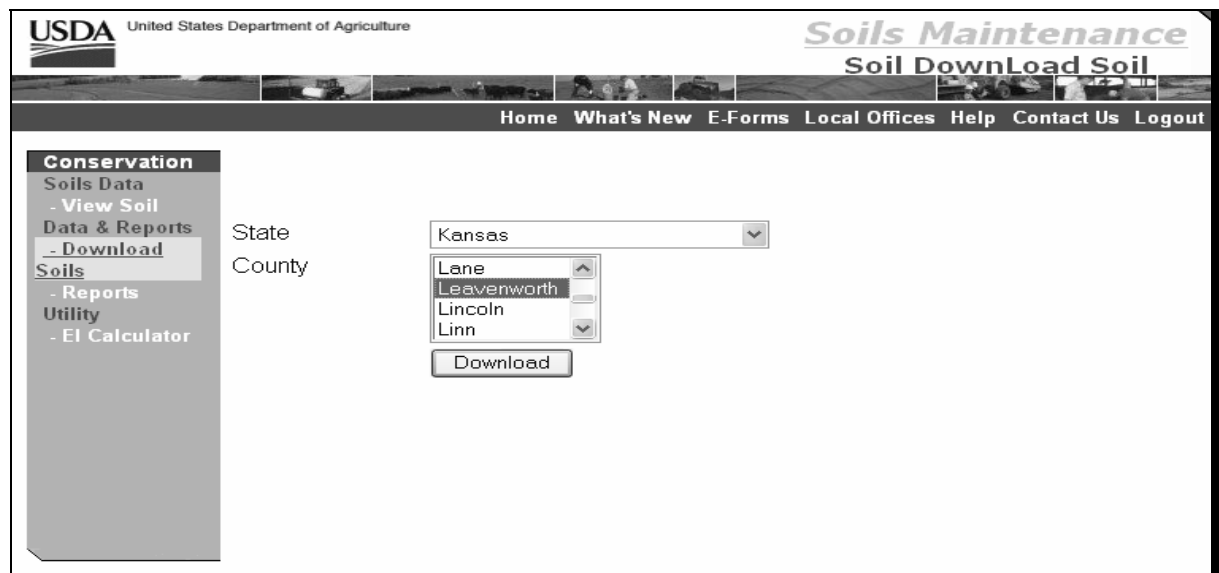 USDA United States Department of Agriculture
Soils Maintenance
Soil DownLoad Soil
Home What's New E-Forms Local Offices Help Contact Us Logout
Conservation
Soils Data
- View Soil
Data & Reports
- Download
Soils
- Reports
Utility
- EI Calculator
State
Kansas
County
Lane
Leavenworth
Lincoln
Linn
Download